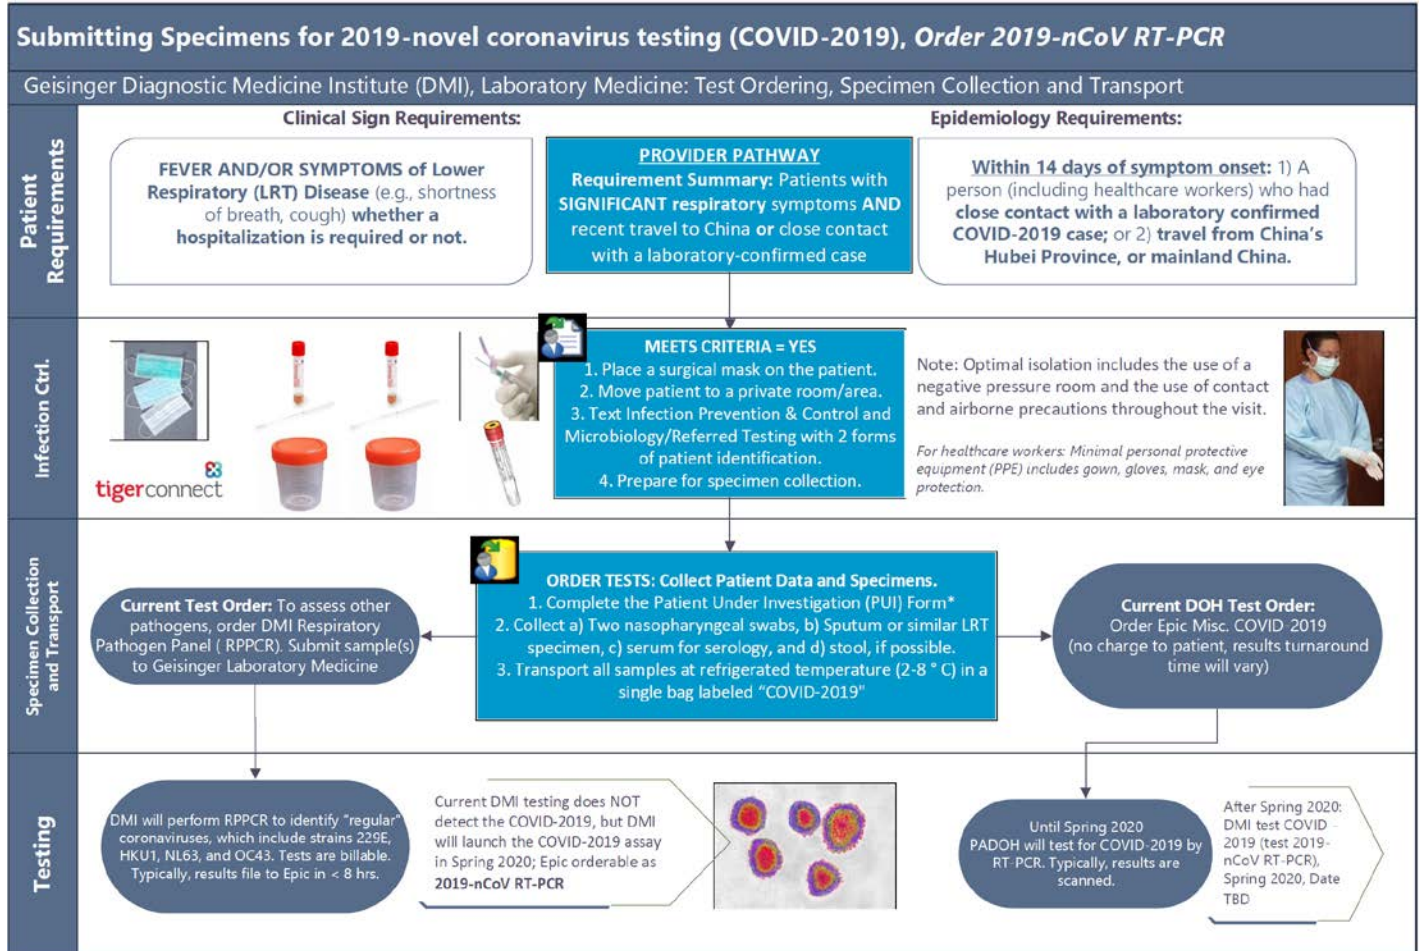 Submitting Specimens for 2019-novel coronavirus testing (COVID-2019), Order 2019-nCoV RT-PCR
Geisinger Diagnostic Medicine Institute (DMI), Laboratory Medicine: Test Ordering, Specimen Collection and Transport
Patient
Requirements
Clinical Sign Requirements:
FEVER AND/OR SYMPTOMS of Lower
Respiratory (LRT) Disease (e.g., shortness
of breath, cough) whether a
hospitalization is required or not.
PROVIDER PATHWAY
Requirement Summary: Patients with
SIGNIFICANT respiratory symptoms AND
recent travel to China or close contact
with a laboratory-confirmed case
Epidemiology Requirements:
Within 14 days of symptom onset: 1) A
person (including healthcare workers) who had
close contact with a laboratory confirmed
COVID-2019 case; or 2) travel from China's
Hubei Province, or mainland China.
Infection Ctrl.
tigerconnect
MEETS CRITERIA = YES
1. Place a surgical mask on the patient.
2. Move patient to a private room/area.
3. Text Infection Prevention & Control and
Microbiology/Referred Testing with 2 forms
of patient identification.
4. Prepare for specimen collection.
Note: Optimal isolation includes the use of a
negative pressure room and the use of contact
and airborne precautions throughout the visit.
For healthcare workers: Minimal personal protective
equipment (PPE) includes gown, gloves, mask, and eye
protection.
Specimen Collection
and Transport
Current Test Order: To assess other
pathogens, order DMI Respiratory
Pathogen Panel ( RPPCR). Submit sample(s)
to Geisinger Laboratory Medicine
ORDER TESTS: Collect Patient Data and Specimens.
1. Complete the Patient Under Investigation (PUI) Form*
2. Collect a) Two nasopharyngeal swabs, b) Sputum or similar LRT
specimen, c) serum for serology, and d) stool, if possible.
3. Transport all samples at refrigerated temperature (2-8 ° C) in a
single bag labeled "COVID-2019"
Current DOH Test Order:
Order Epic Misc. COVID-2019
(no charge to patient, results turnaround
time will vary)
Testing
DMI will perform RPPCR to identify "regular"
coronaviruses, which include strains 229E,
HKU1, NL63, and OC43. Tests are billable.
Typically, results file to Epic in < 8 hrs.
Current DMI testing does NOT
detect the COVID-2019, but DMI
will launch the COVID-2019 assay
in Spring 2020; Epic orderable as
2019-nCoV RT-PCR
Until Spring 2020
PADOH will test for COVID-2019 by
RT-PCR. Typically, results are
scanned.
After Spring 2020:
DMI test COVID -
2019 (test 2019-
nCoV RT-PCR),
Spring 2020, Date
TBD